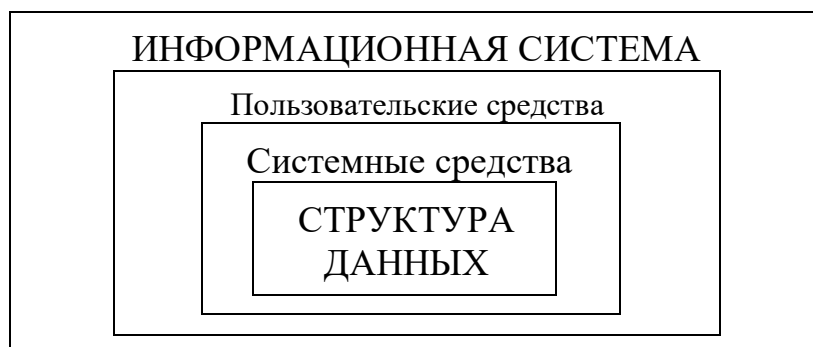 ИНФОРМАЦИОННАЯ СИСТЕМА
Пользовательские средства
Системные средства
СТРУКТУРА
ДАННЫХ